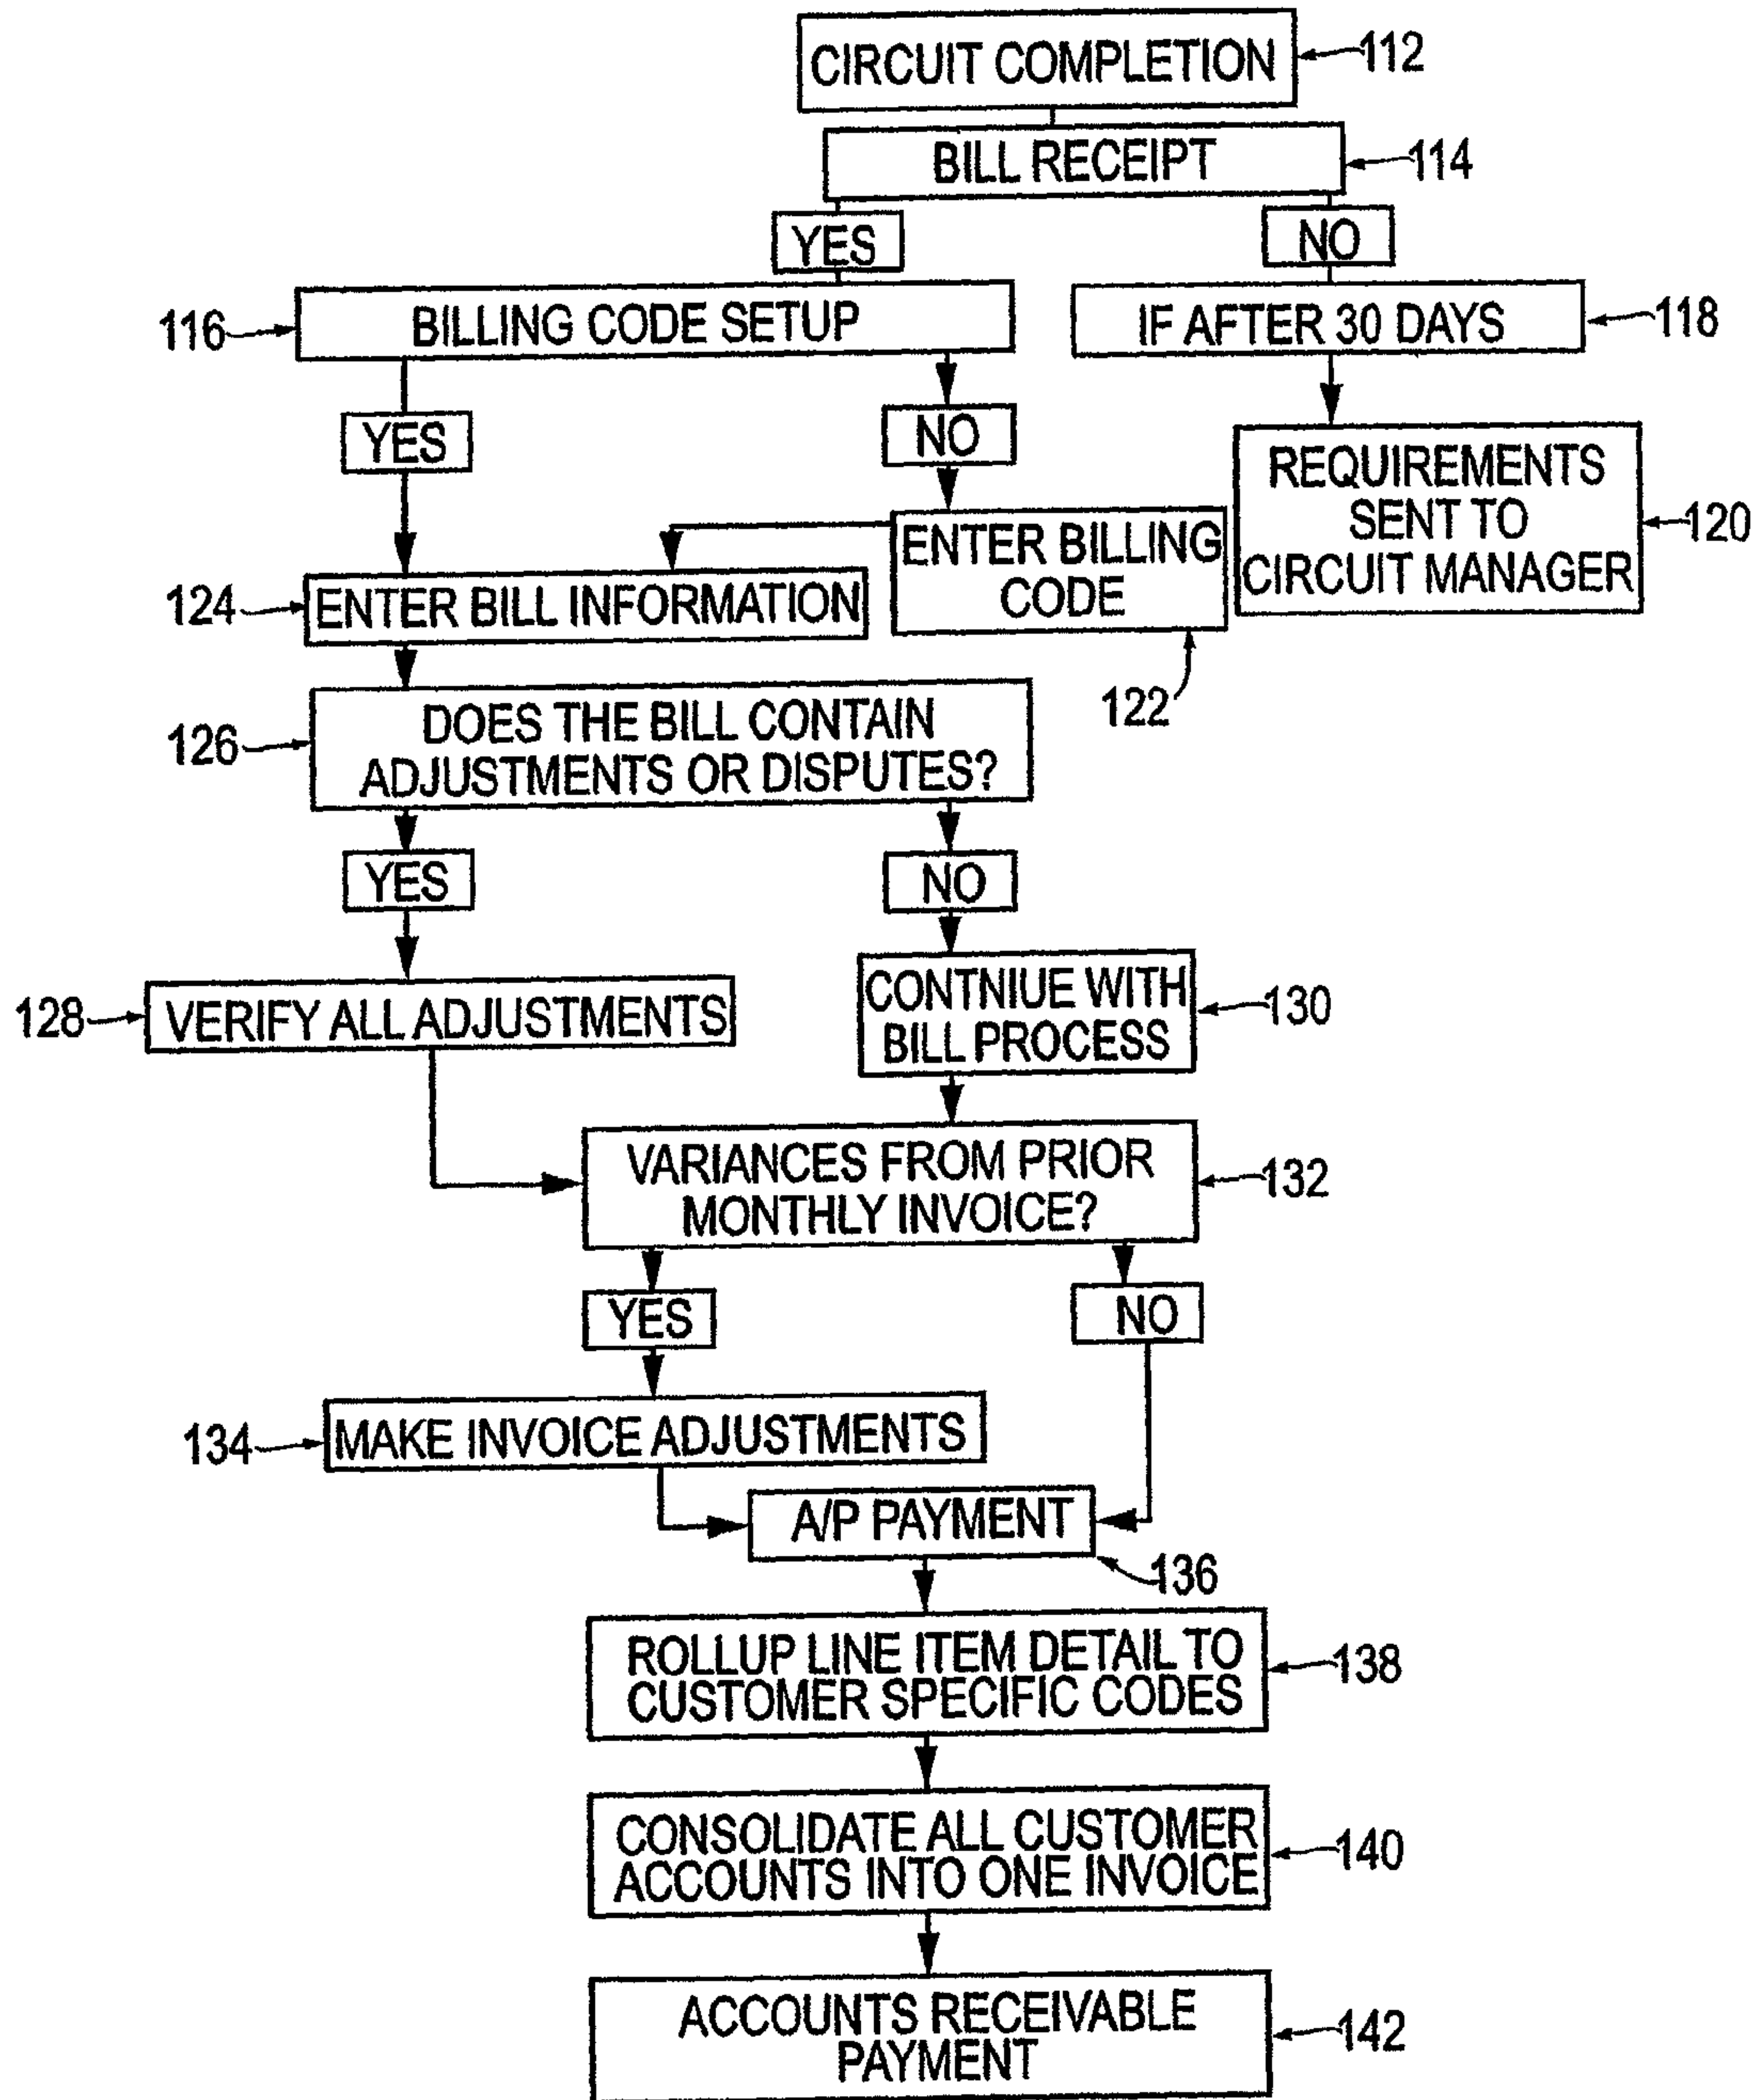 CIRCUIT COMPLETION
112
BILL RECEIPT
114
YES
NO
116
BILLING CODE SETUP
IF AFTER 30 DAYS
118
YES
NO
REQUIREMENTS
SENT TO
CIRCUIT MANAGER
120
ENTER BILLING
CODE
122
124
ENTER BILL INFORMATION
126
DOES THE BILL CONTAIN
ADJUSTMENTS OR DISPUTES?
YES
NO
128
VERIFY ALL ADJUSTMENTS
CONTNIUE WITH
BILL PROCESS
130
VARIANCES FROM PRIOR
MONTHLY INVOICE?
132
YES
NO
134
MAKE INVOICE ADJUSTMENTS
A/P PAYMENT
136
ROLLUP LINE ITEM DETAIL TO
CUSTOMER SPECIFIC CODES
138
CONSOLIDATE ALL CUSTOMER
ACCOUNTS INTO ONE INVOICE
140
ACCOUNTS RECEIVABLE
PAYMENT
142